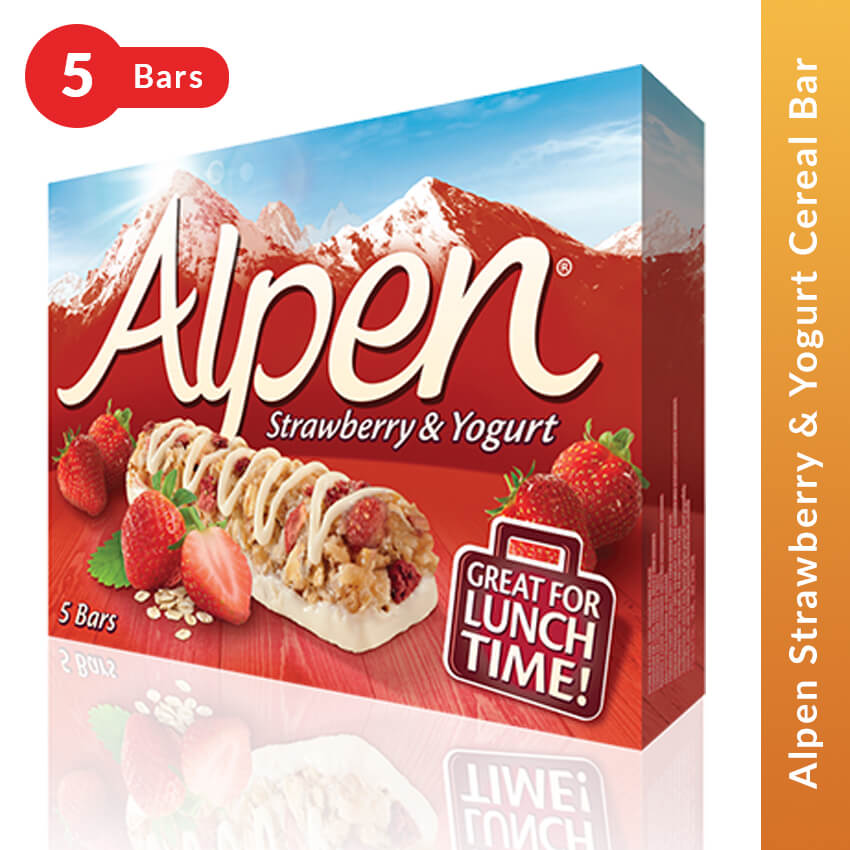 5 Bars
Alpen®
Strawberry & Yogurt
GREAT FOR
LUNCH
TIME!
5 Bars
Alpen Strawberry & Yogurt Cereal Bar